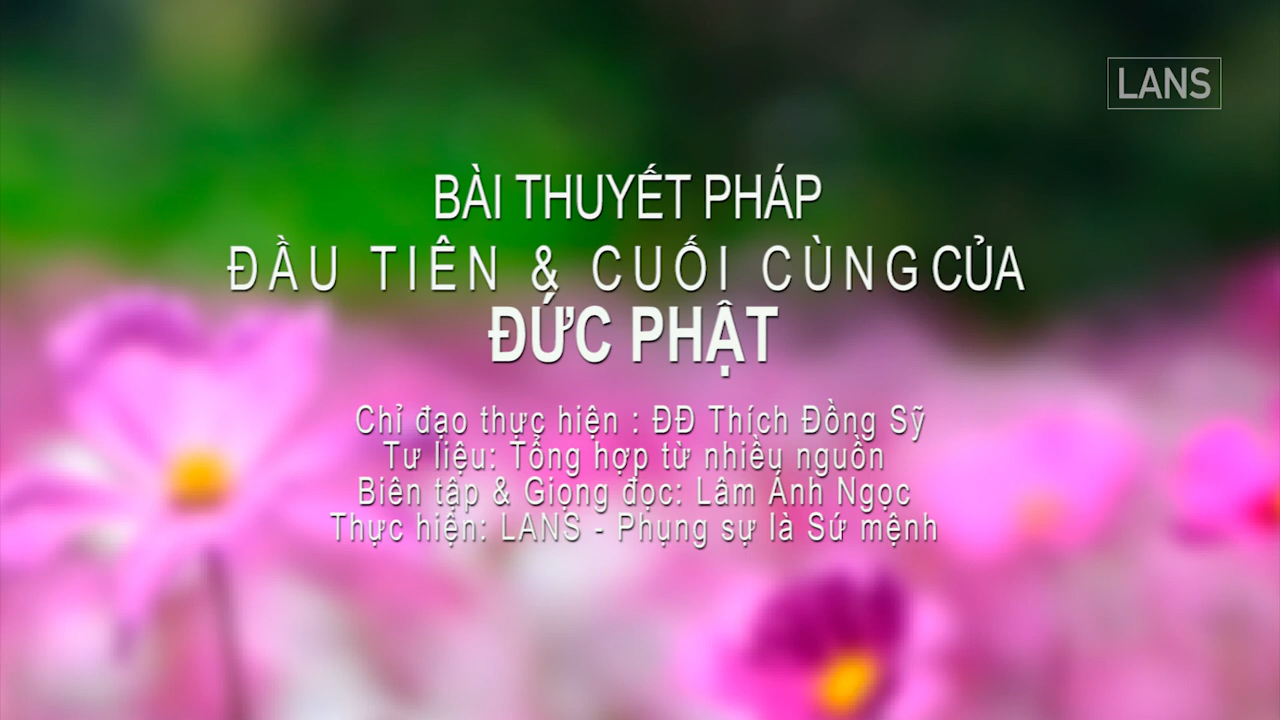 LANS
BÀI THUYẾT PHÁP
ĐẦU TIÊN & CUỐI CÙNG CỦA
ĐỨC PHẬT
Chỉ đạo thực hiện : ĐĐ Thích Đồng Sỹ
Tư liệu: Tổng hợp từ nhiều nguồn
Biên tập & Giọng đọc: Lâm Ánh Ngọc
Thực hiện: LANS - Phụng sự là Sứ mệnh